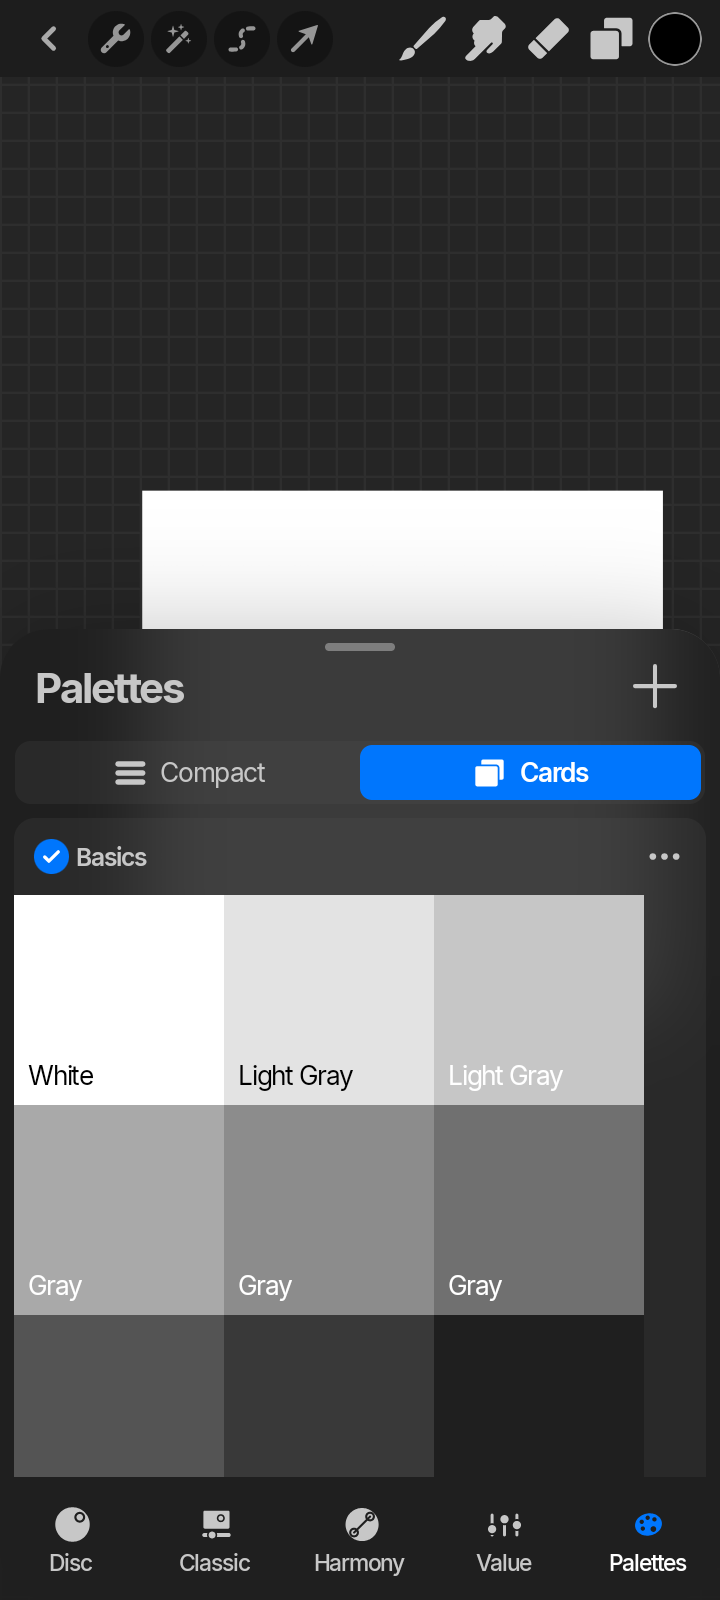 Palettes
Compact
Cards
Basics
White
Light Gray
Light Gray
Gray
Gray
Gray
Disc
Classic
Harmony
Value
Palettes